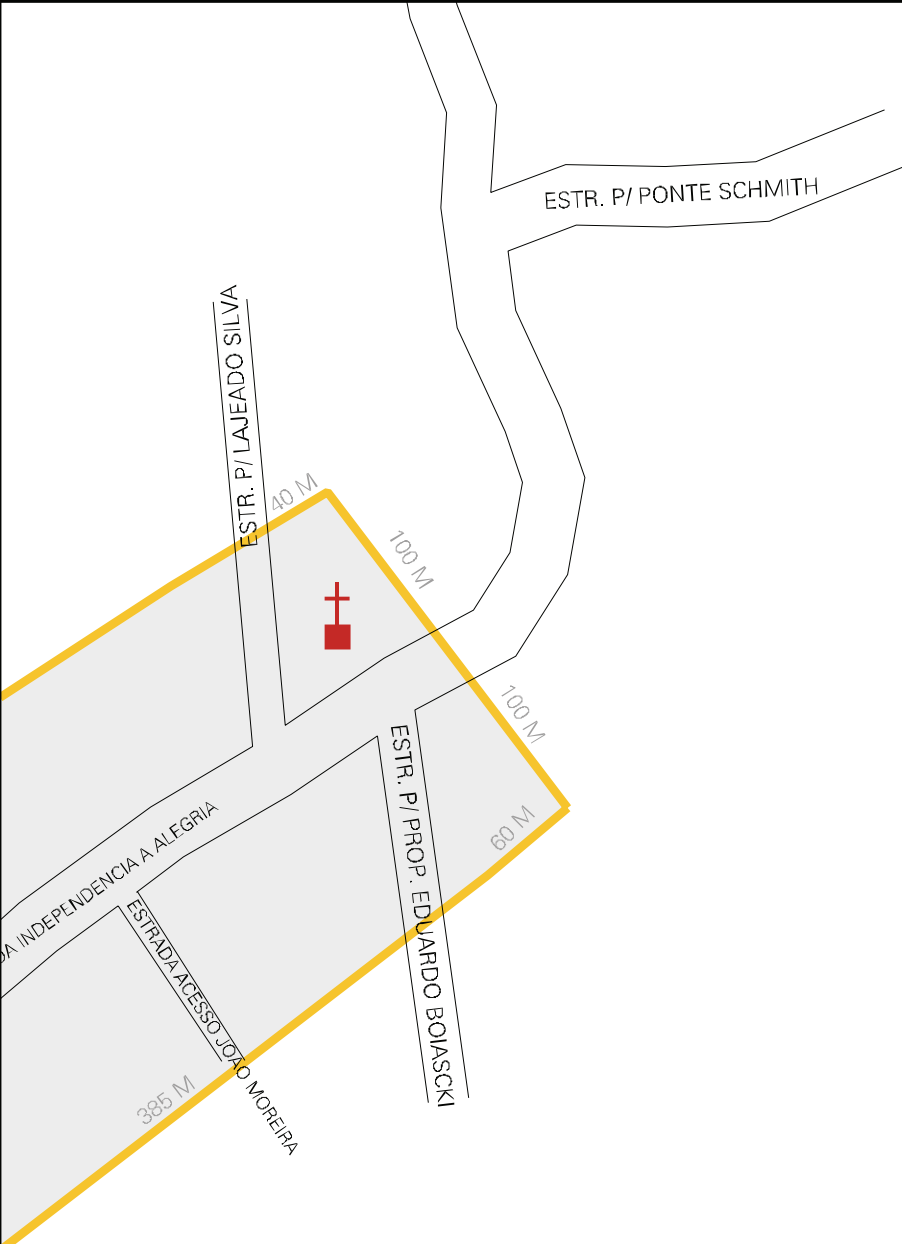 ESTR. P/ PONTE SCHMITH
ESTR. P/ LAJEADO SILVA
40 M
100 M
100 M
60 M
ESTR. P/ PROP. EDUARDO BOIASCKI
DA INDEPENDENCIA A ALEGRIA
ESTRADA ACESSO JOÃO MOREIRA
385 M